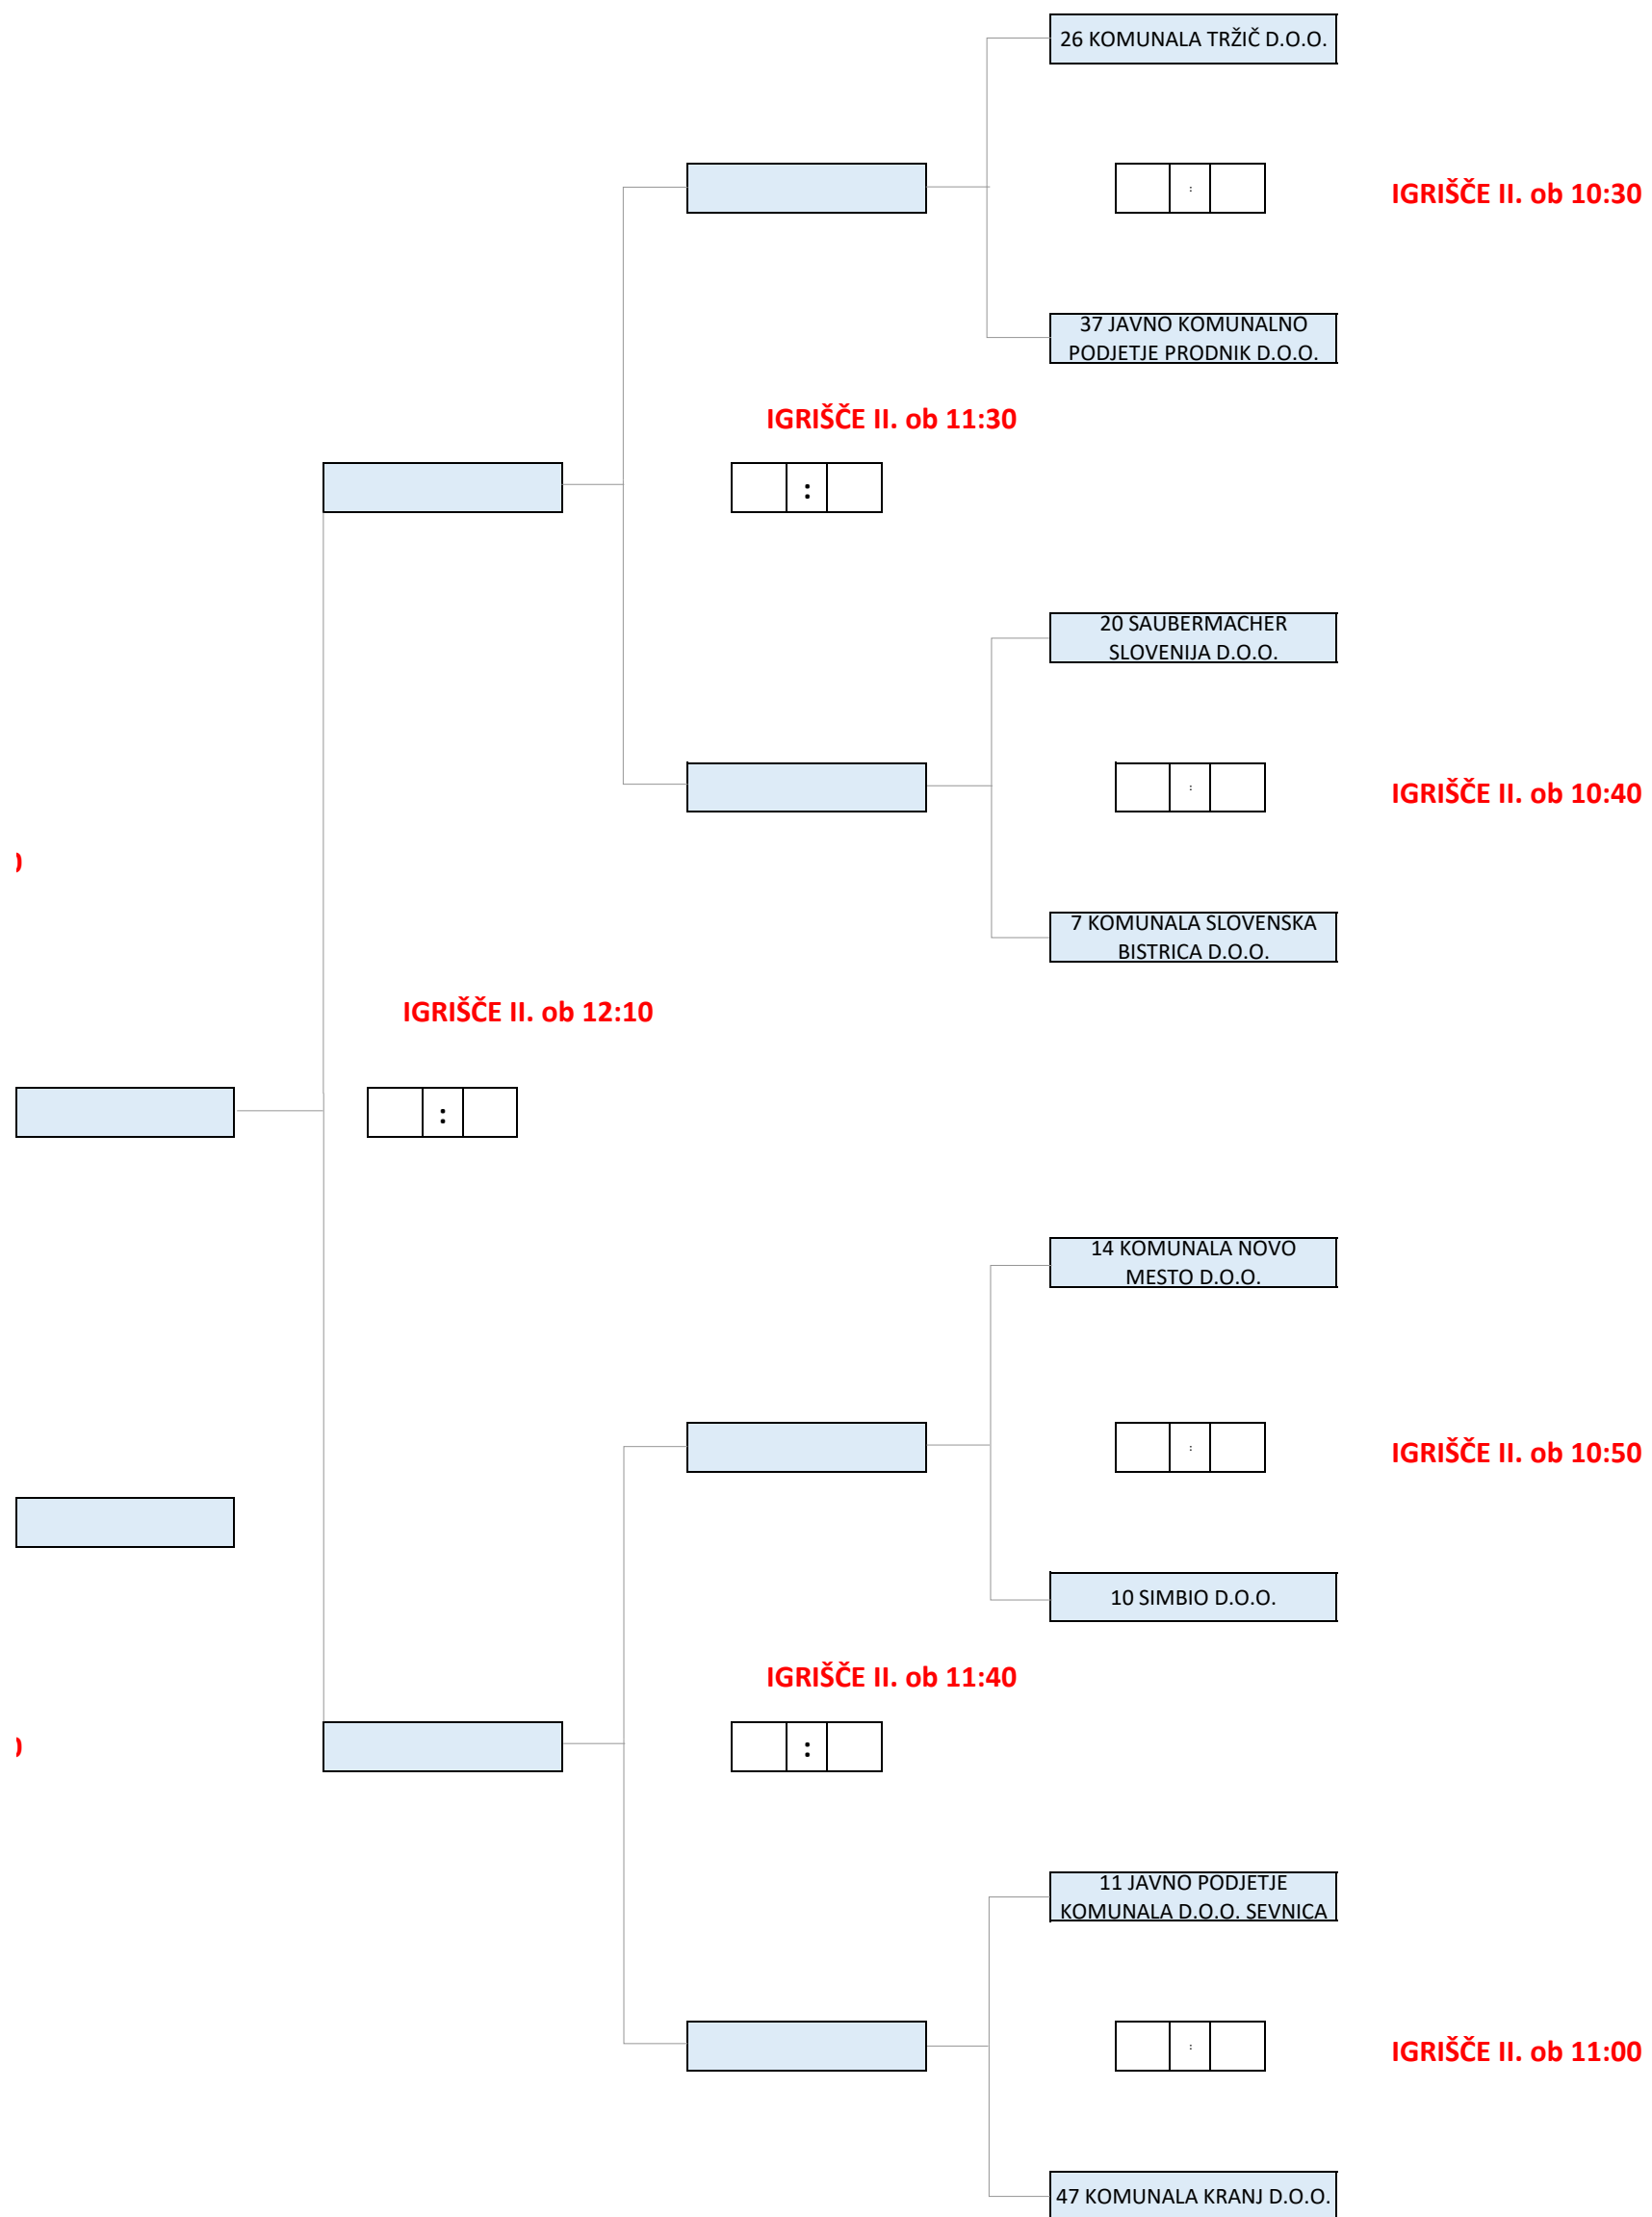 26 KOMUNALA TRŽIČ D.O.O.
:
IGRIŠČE II. ob 10:30
37 JAVNO KOMUNALNO
PODJETJE PRODNIK D.O.O.
IGRIŠČE II. ob 11:30
:
20 SAUBERMACHER
SLOVENIJA D.O.O.
:
IGRIŠČE II. ob 10:40
7 KOMUNALA SLOVENSKA
BISTRICA D.O.O.
IGRIŠČE II. ob 12:10
:
14 KOMUNALA NOVO
MESTO D.O.O.
:
IGRIŠČE II. ob 10:50
10 SIMBIO D.O.O.
IGRIŠČE II. ob 11:40
:
11 JAVNO PODJETJE
KOMUNALA D.O.O. SEVNICA
:
IGRIŠČE II. ob 11:00
47 KOMUNALA KRANJ D.O.O.